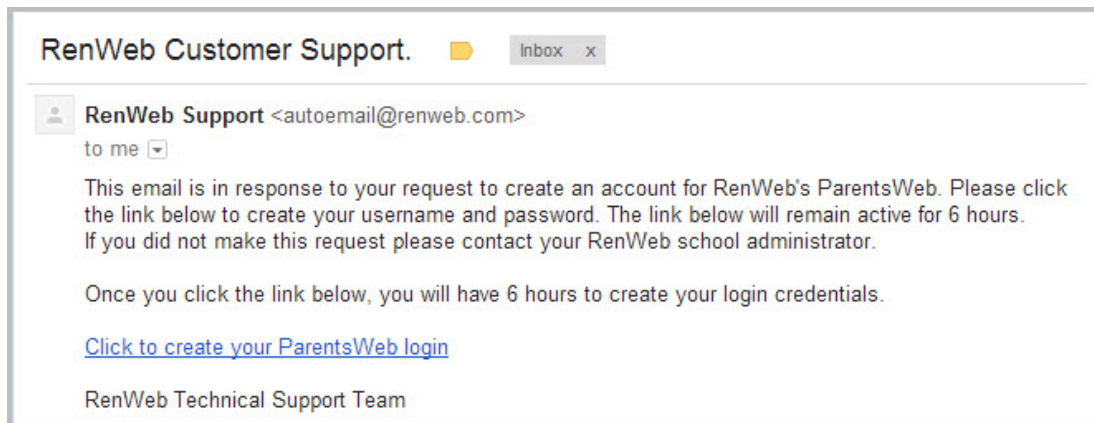 RenWeb Customer Support. Inbox x
RenWeb Support <autoemail@renweb.com>
to me
This email is in response to your request to create an account for RenWeb's ParentsWeb. Please click
the link below to create your username and password. The link below will remain active for 6 hours.
If you did not make this request please contact your RenWeb school administrator.
Once you click the link below, you will have 6 hours to create your login credentials.
Click to create your ParentsWeb login
RenWeb Technical Support Team